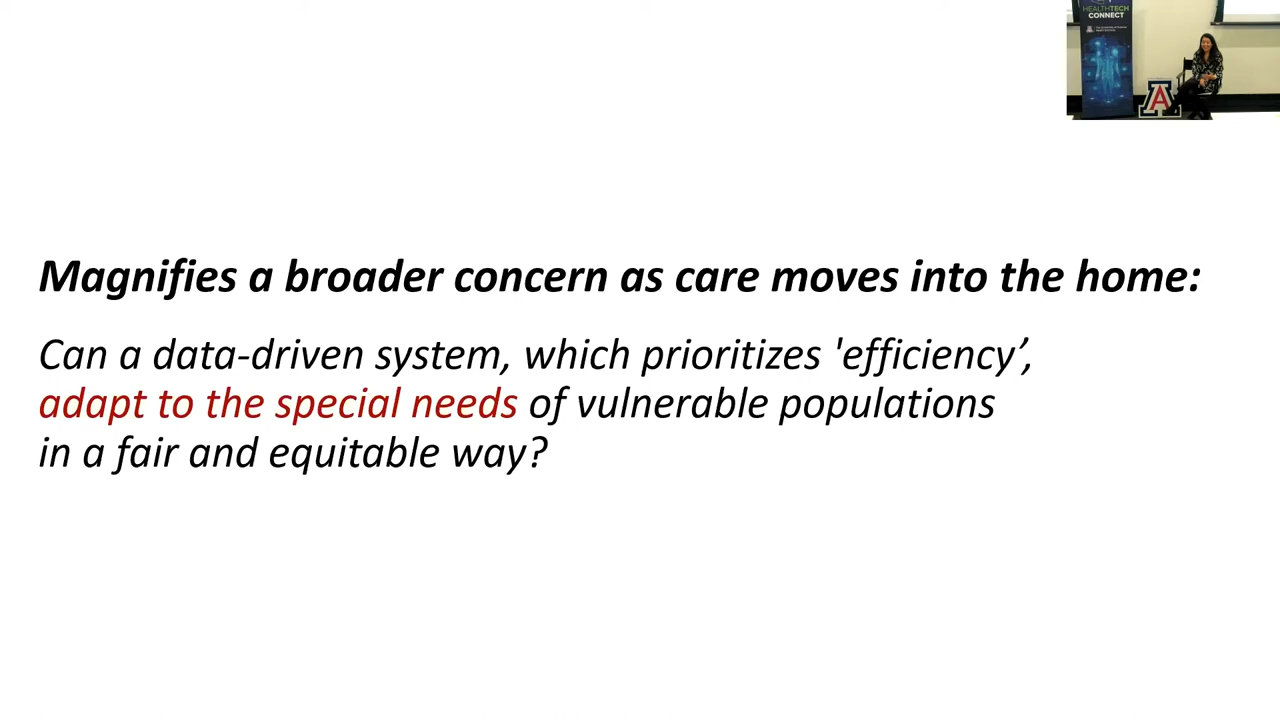 HEALTHTECH
CONNECT
A
Magnifies a broader concern as care moves into the home:
Can a data-driven system, which prioritizes 'efficiency’,
adapt to the special needs of vulnerable populations
in a fair and equitable way?